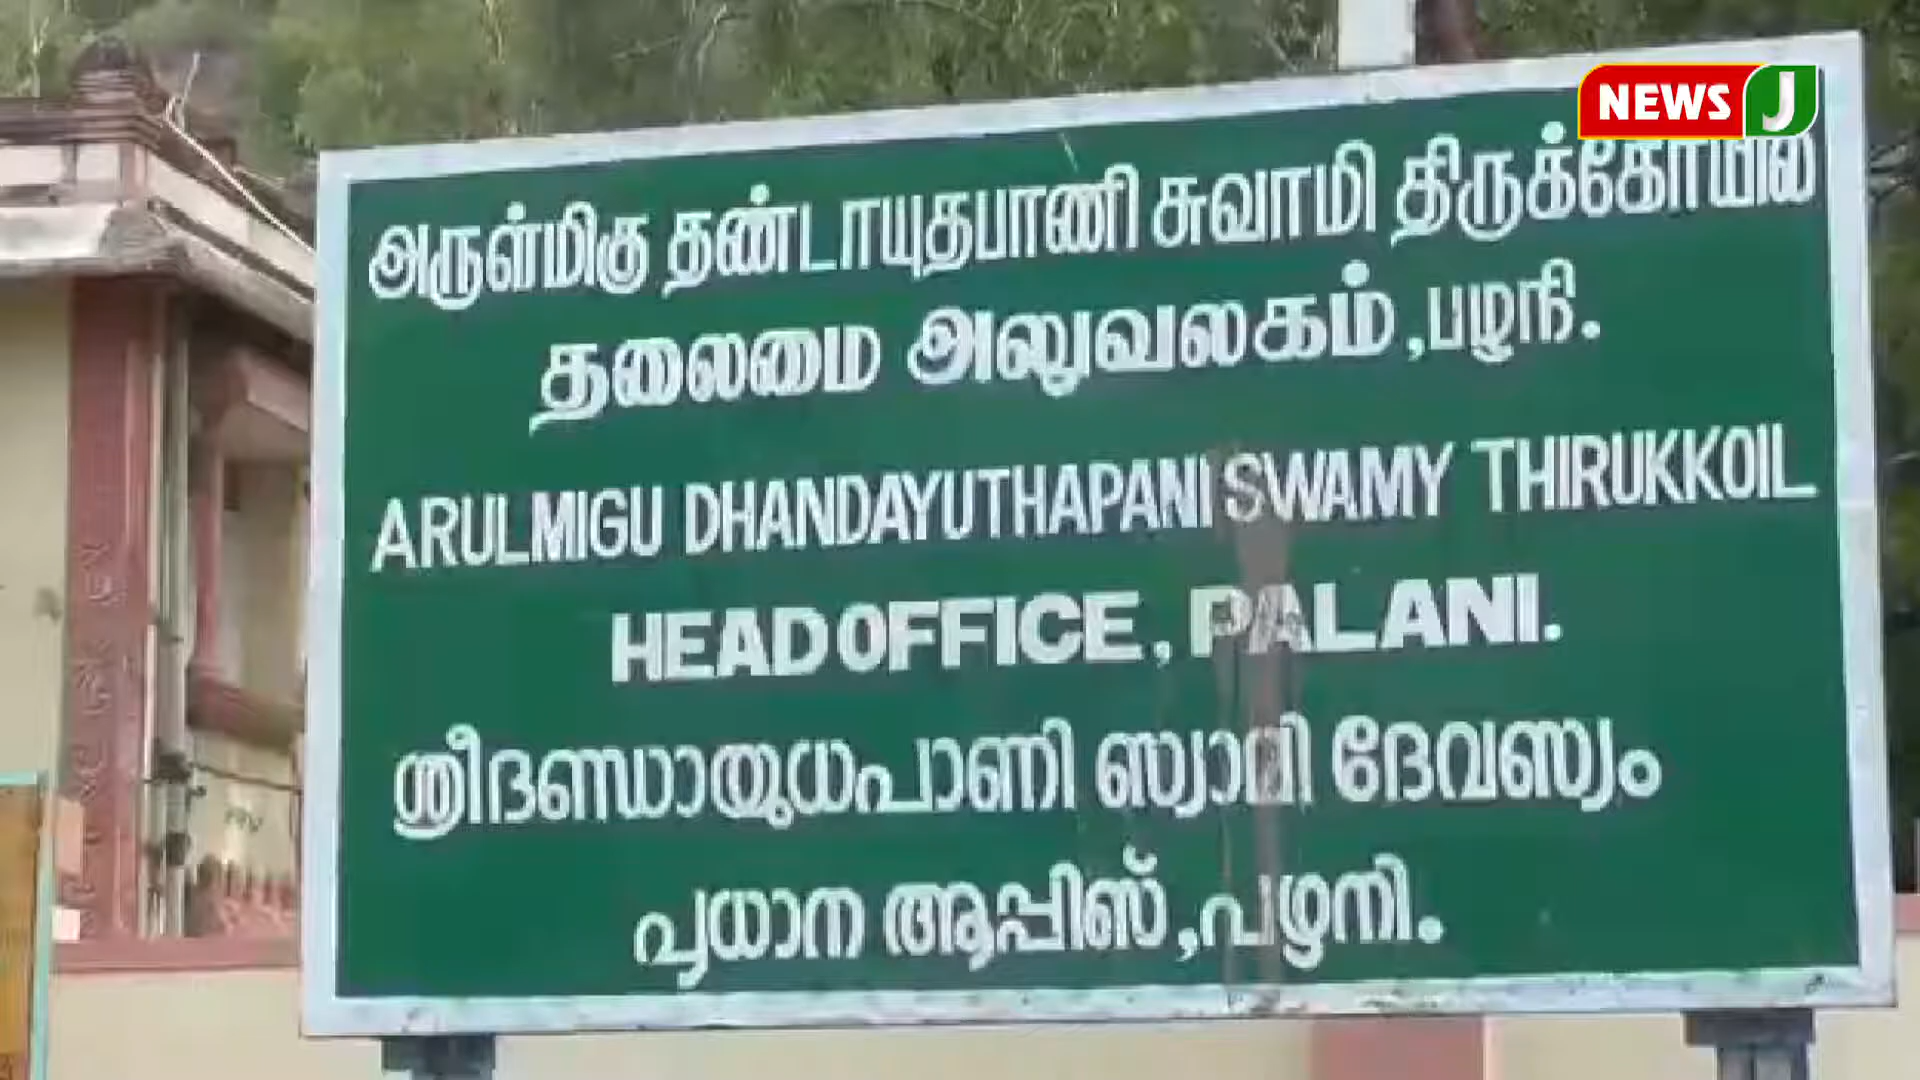 NEWS J
அருள்மிகு தண்டாயுதபாணி சுவாமி திருக்கோயில்
தலைமை அலுவலகம்,பழநி.
ARULMIGU DHANDAYUTHAPANI SWAMY THIRUKKOIL
HEAD OFFICE, PALANI.
ശ്രീദണ്ഡായുധപാണി സ്വാമി ദേവസ്വം
പ്രധാന ആപ്പിസ്,പഴനി.